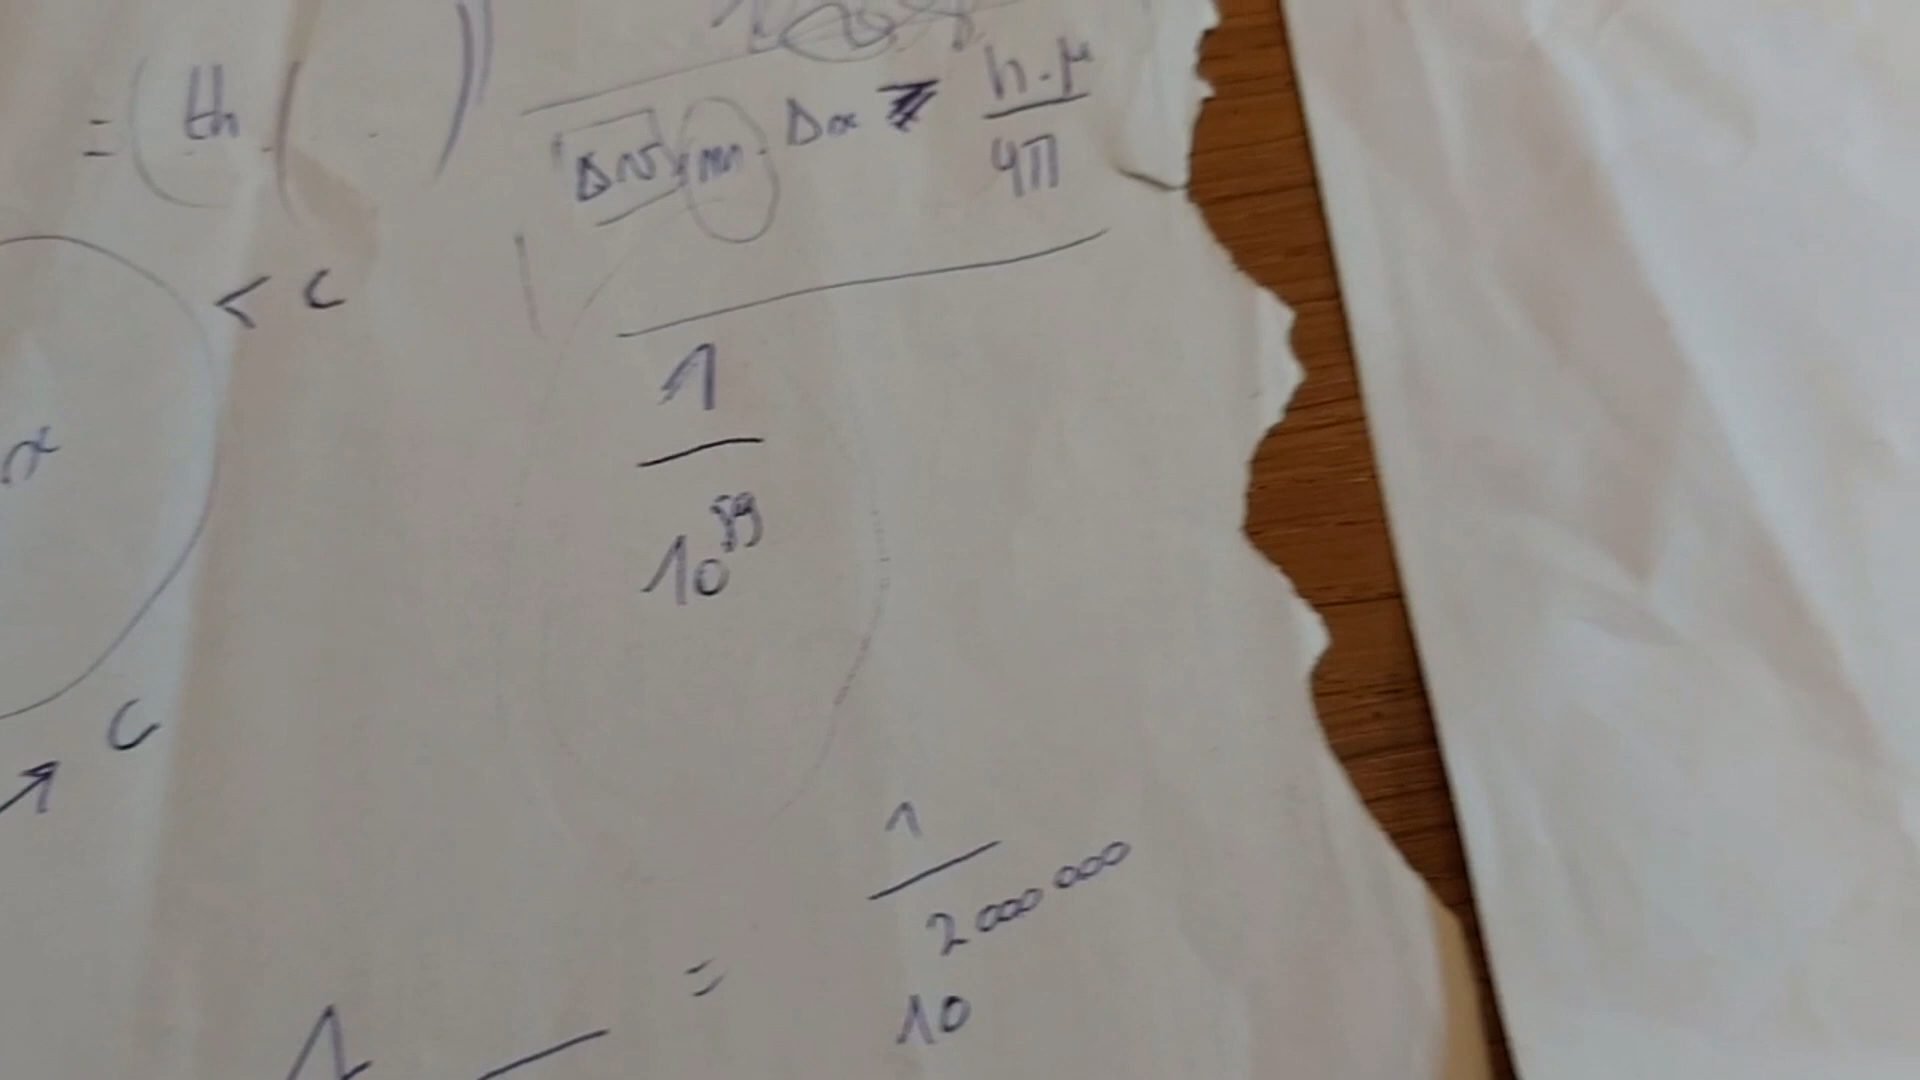 = (th.( . ))
Δv · m · Δx ≥ h·μ / 4π
< c
x
1 / 10^89
c
= 1 / 10^2 000 000
1